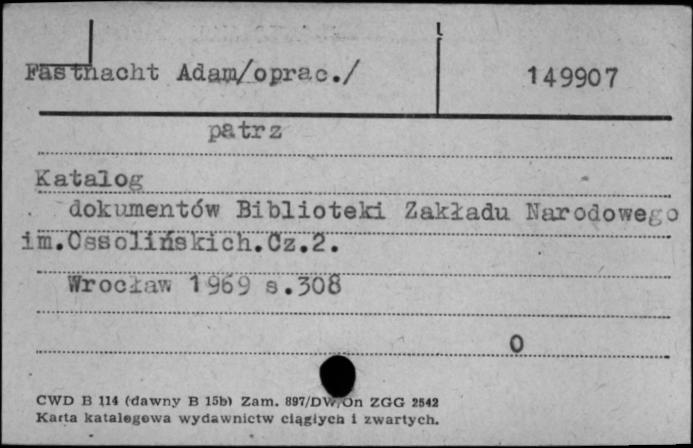 Fastnacht Adam/oprac./
149907
patrz
Katalog
dokumentów Biblioteki Zakładu Narodowego
im.Ossolińskich.Cz.2.
Wrocław 1969 s.308
O
CWD B 114 (dawny B 15b) Zam. 897/DW/On ZGG 2542
Karta katalogowa wydawnictw ciągłych i zwartych.